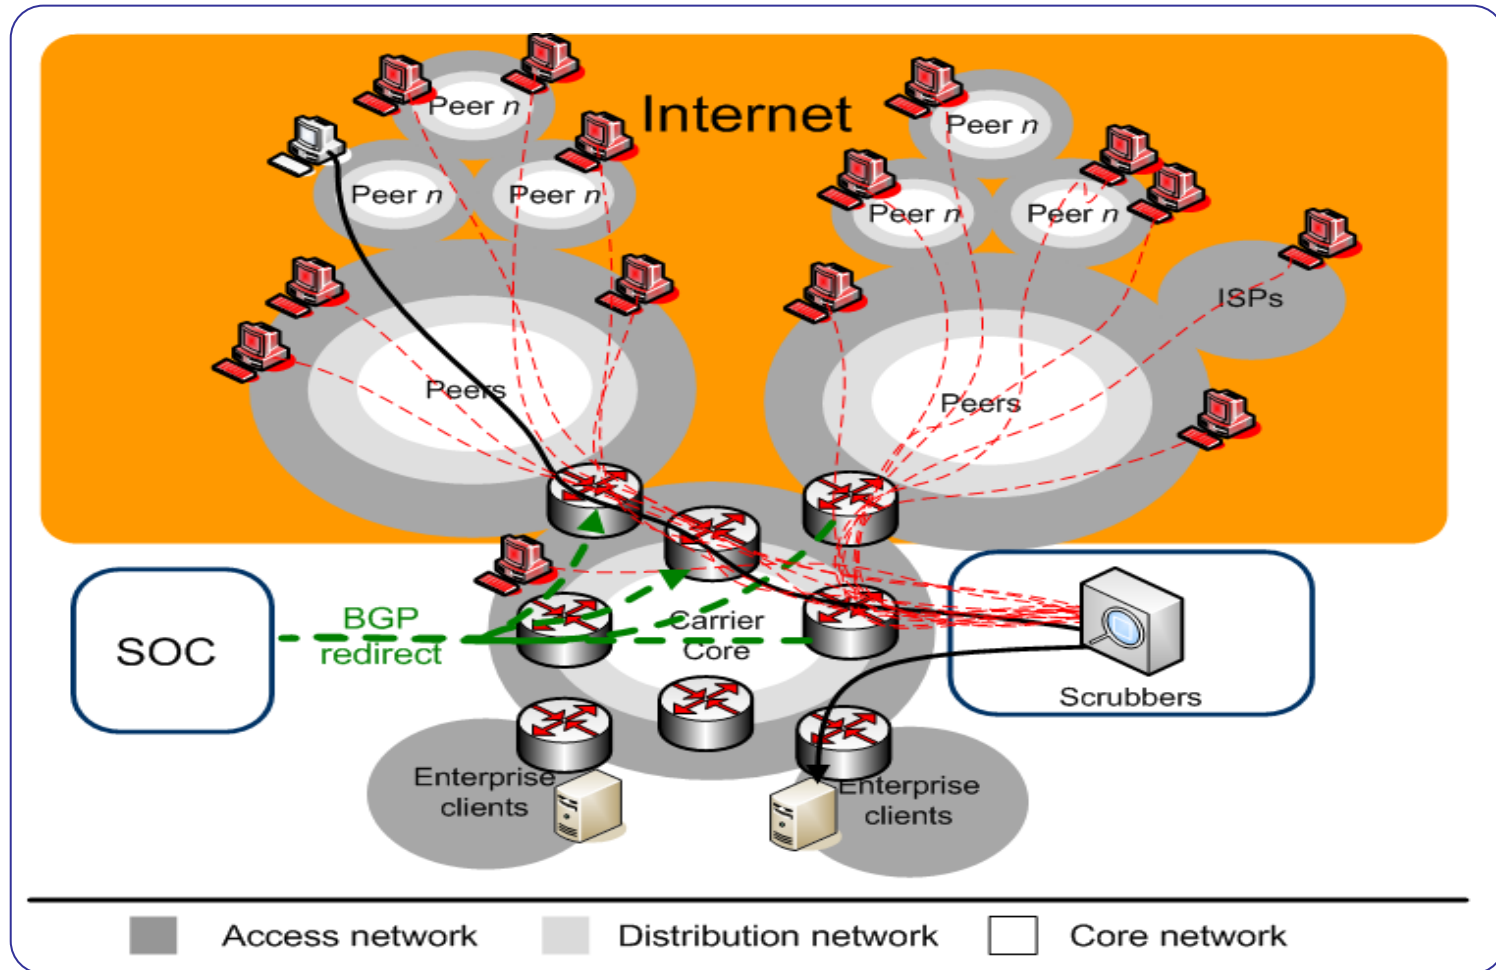 Internet
Peer n
Peer n
Peer n
Peer n
Peer n
Peer n
ISPs
Peers
Peers
SOC
BGP
redirect
Carrier
Core
Scrubbers
Enterprise
clients
Enterprise
clients
Access network
Distribution network
Core network